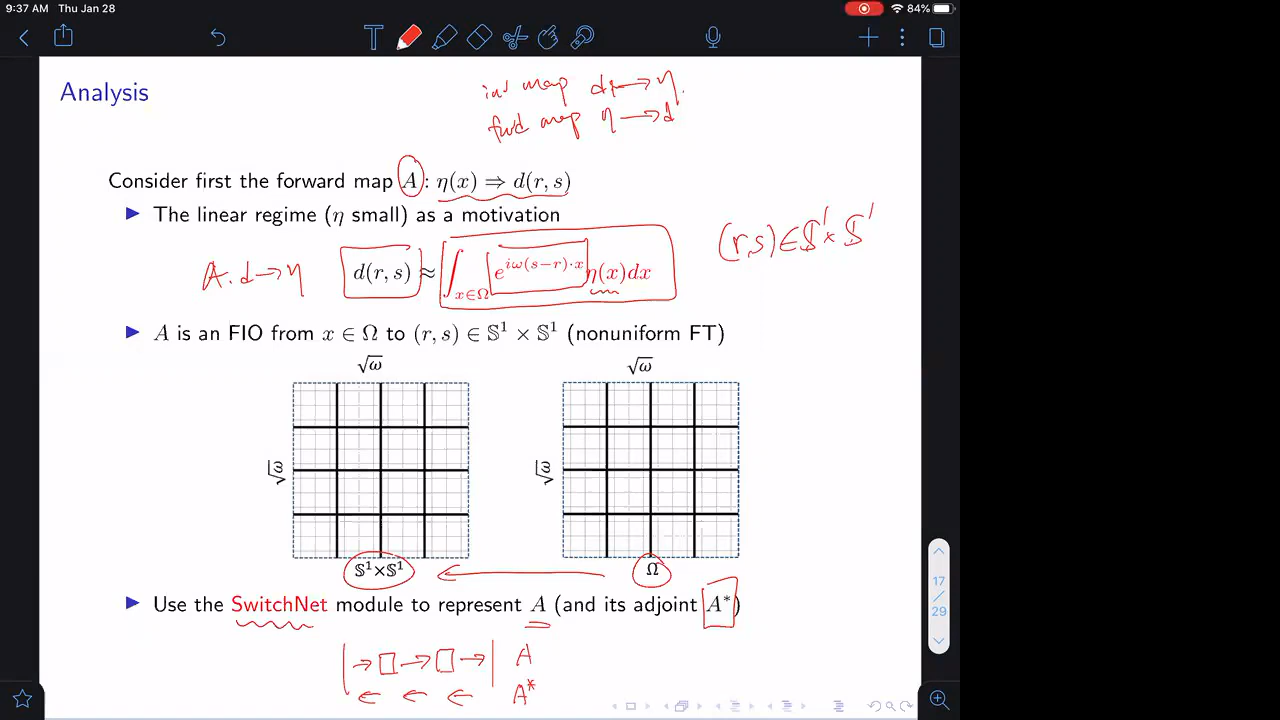 9:37 AM Thu Jan 28
84%
Analysis
inv map d → η
fwd map η → d
Consider first the forward map A : η(x) ⇒ d(r, s)
The linear regime (η small) as a motivation
(r,s) ∈ S¹ × S¹
A. d → η
d(r, s) ≈ ∫_{x∈Ω} e^{iω(s−r)·x} η(x)dx
A is an FIO from x ∈ Ω to (r, s) ∈ 𝕊¹ × 𝕊¹ (nonuniform FT)
√ω √ω
√ω √ω
𝕊¹×𝕊¹ Ω
Use the SwitchNet module to represent A (and its adjoint A*)
A
A*
17
/
29